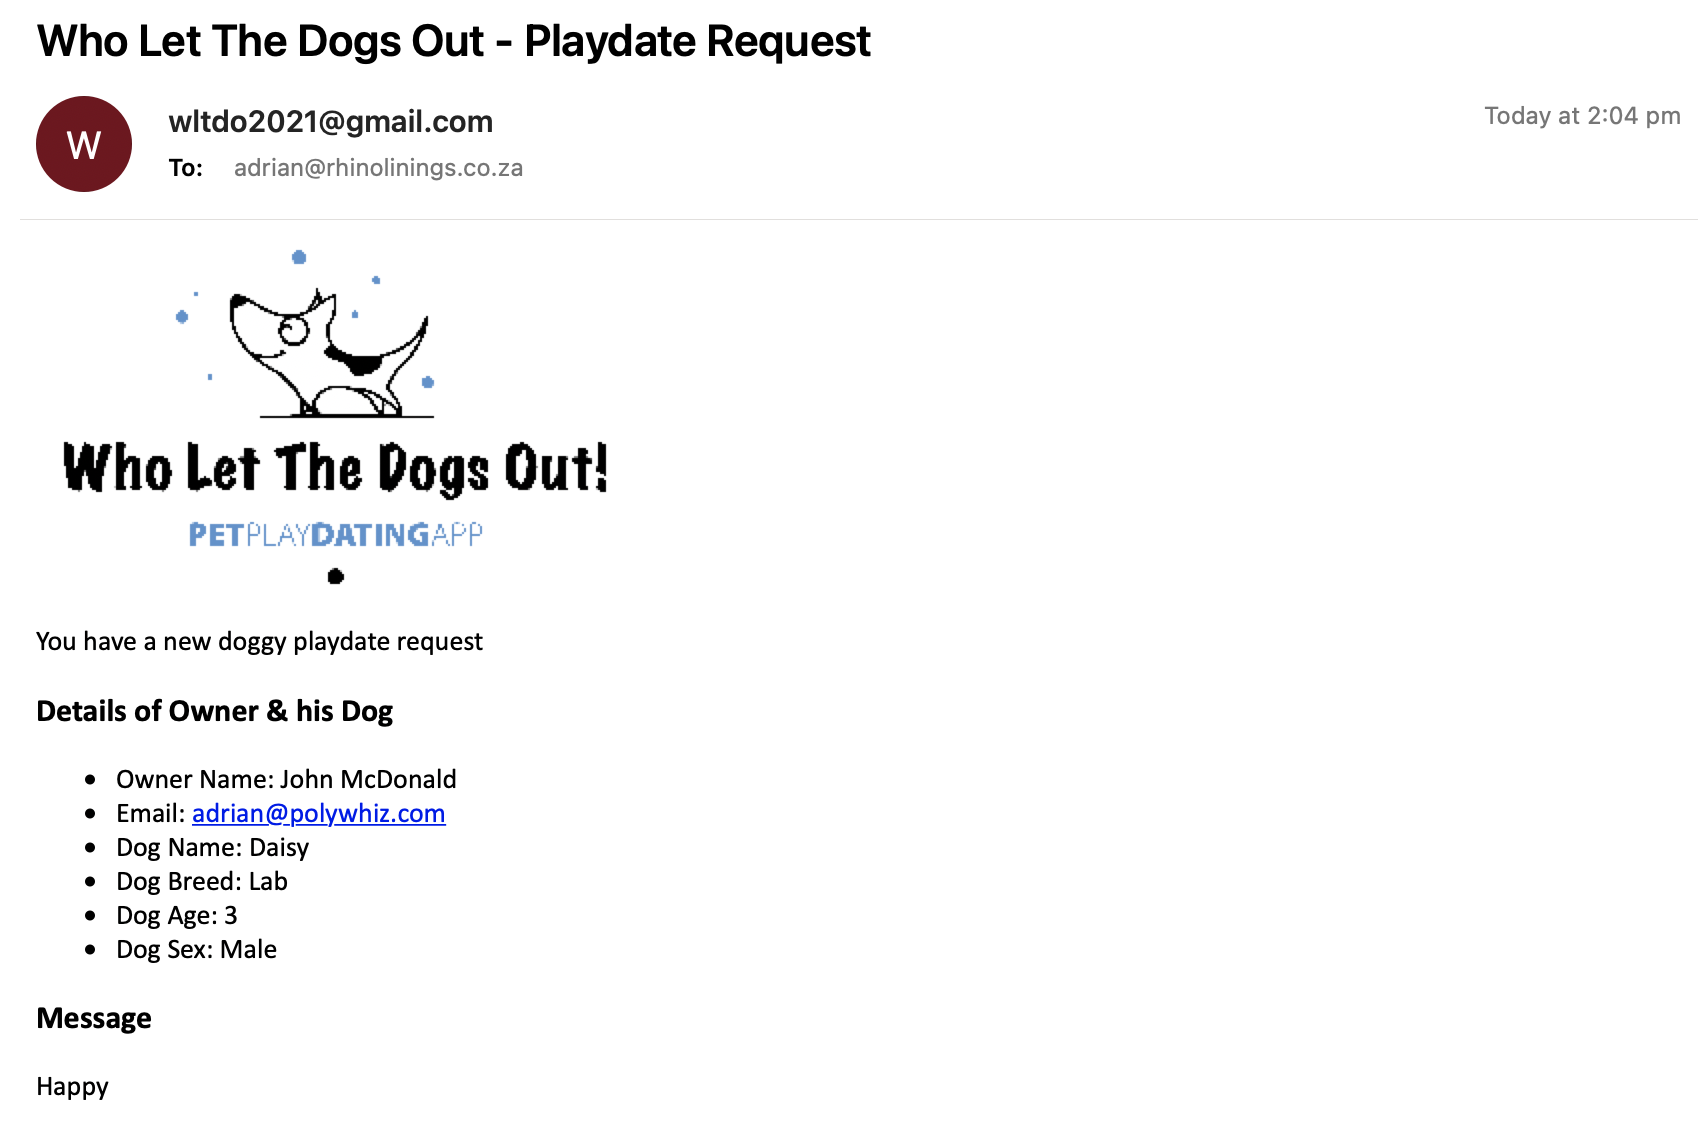 Who Let The Dogs Out - Playdate Request
W
wltdo2021@gmail.com
Today at 2:04 pm
To: adrian@rhinolinings.co.za
Who Let The Dogs Out!
PETPLAYDATINGAPP
You have a new doggy playdate request
Details of Owner & his Dog
• Owner Name: John McDonald
• Email: adrian@polywhiz.com
• Dog Name: Daisy
• Dog Breed: Lab
• Dog Age: 3
• Dog Sex: Male
Message
Happy